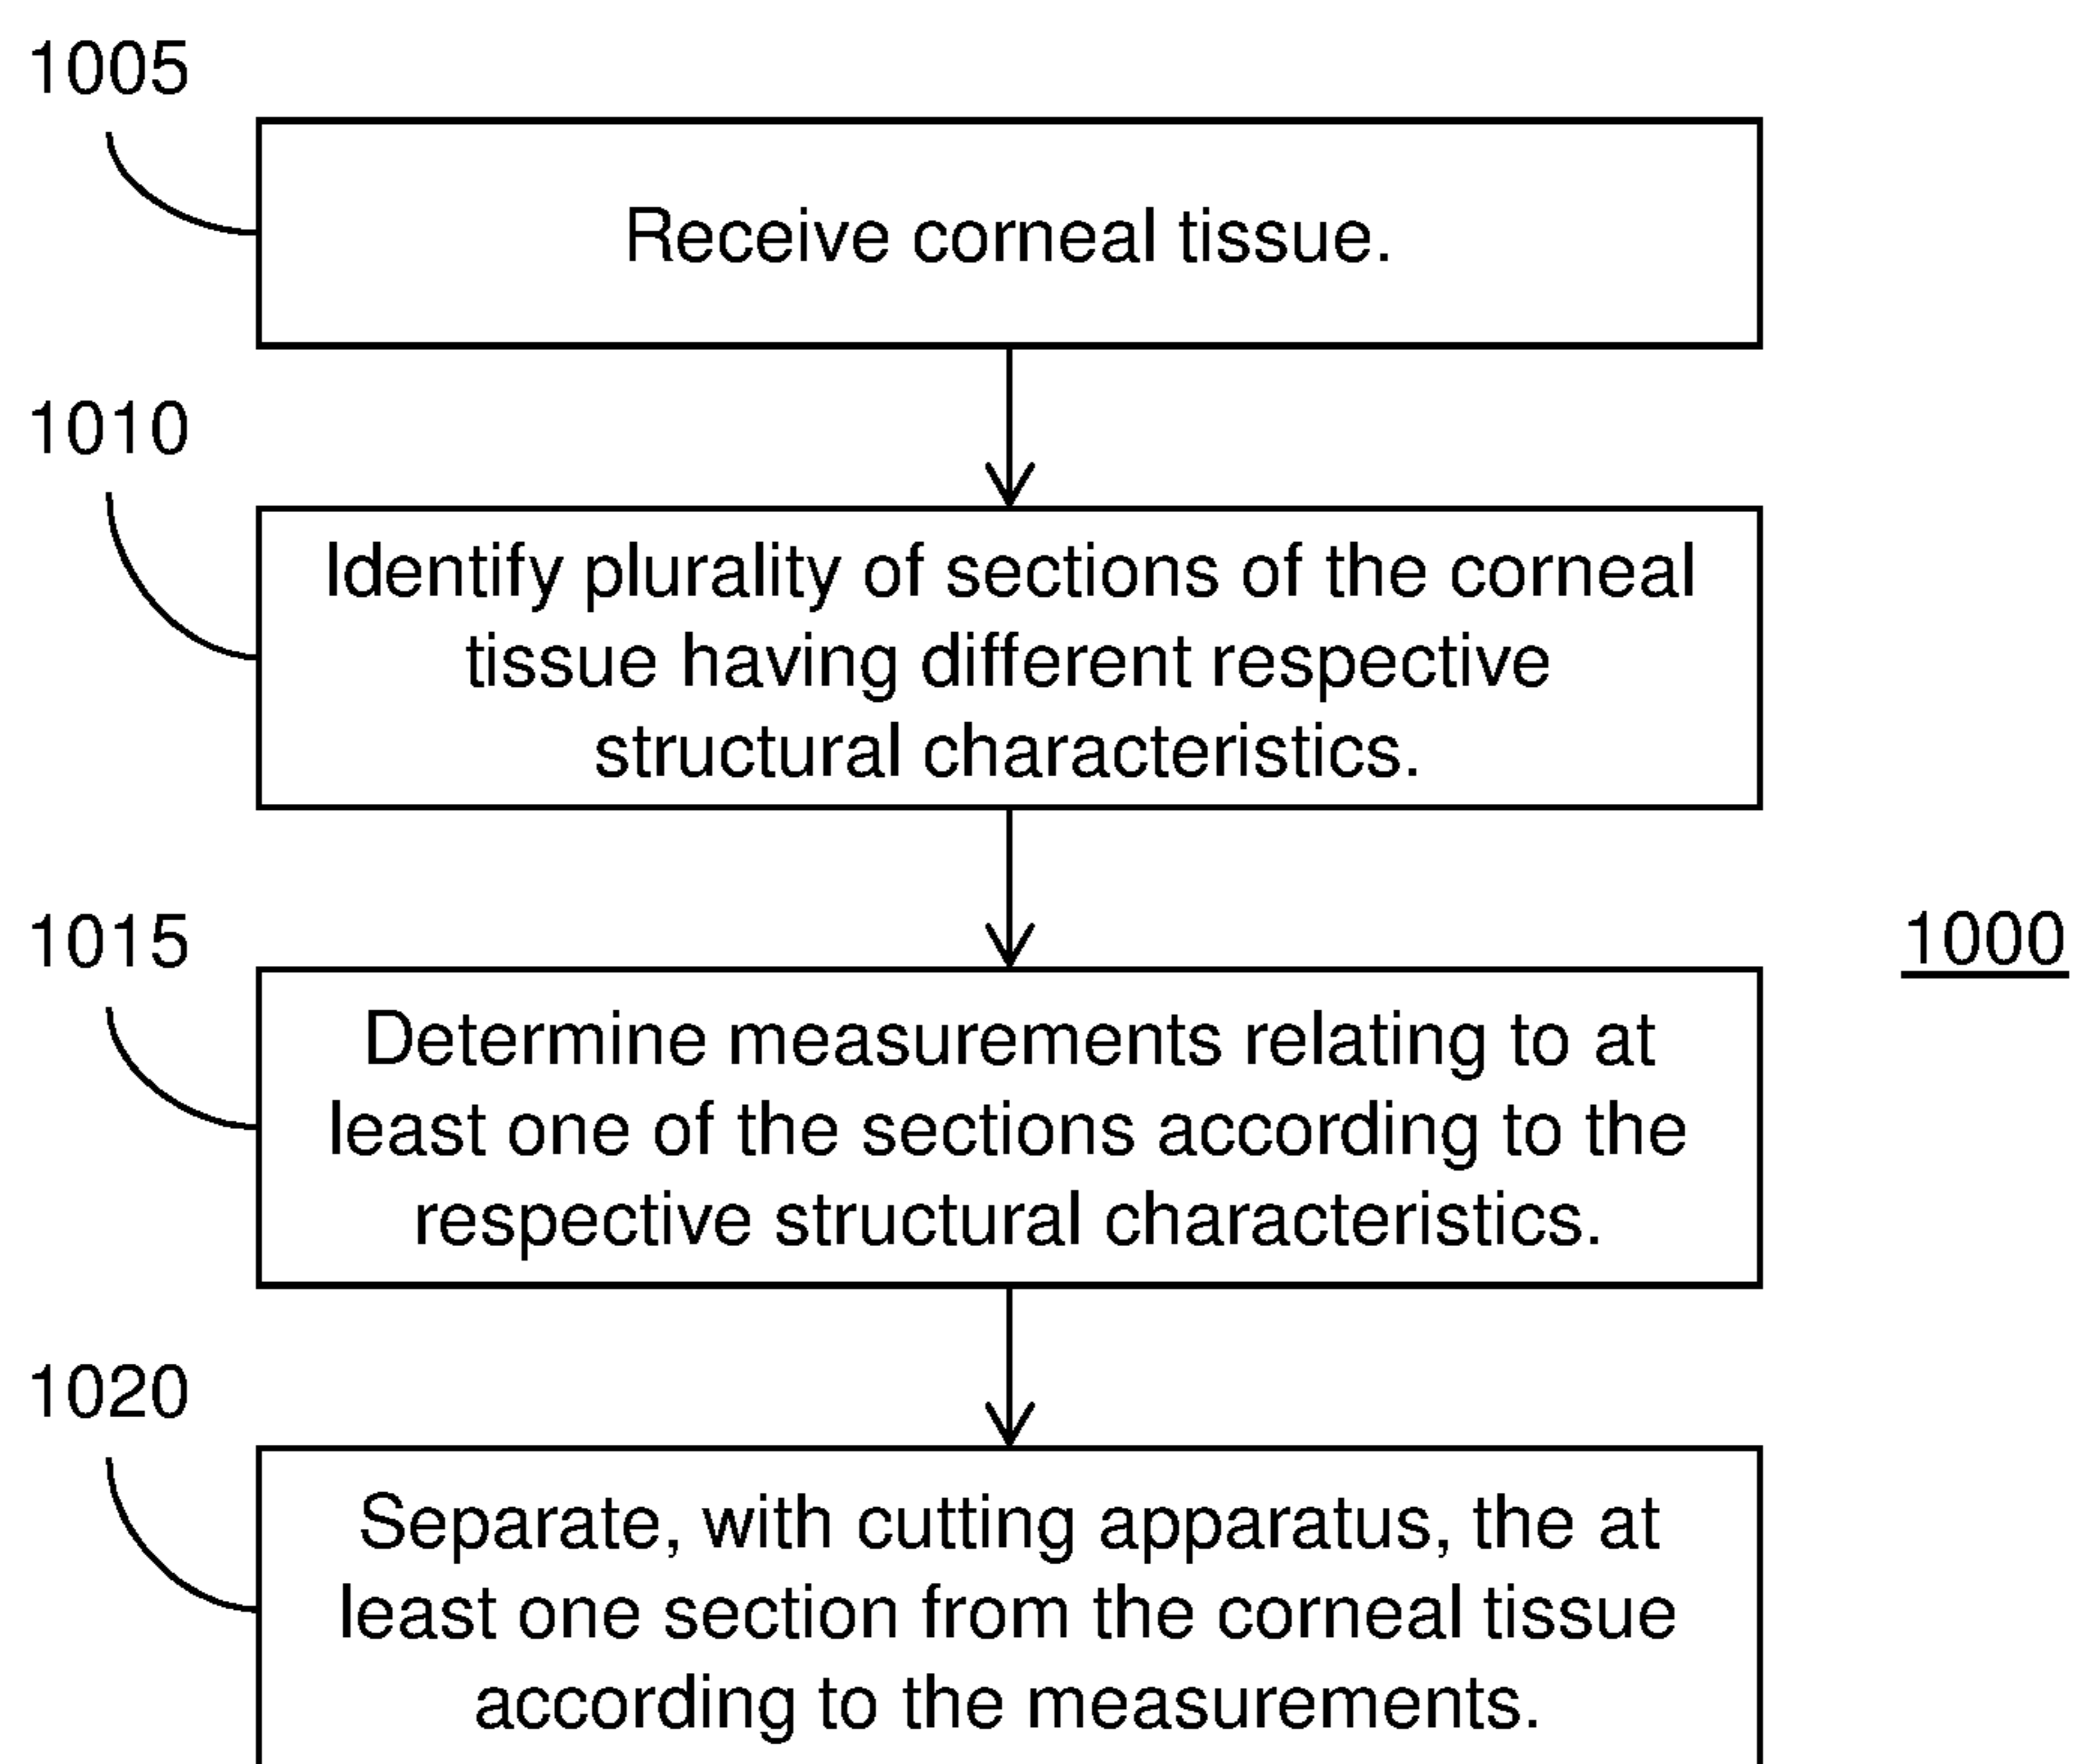 1005
Receive corneal tissue.
1010
Identify plurality of sections of the corneal
tissue having different respective
structural characteristics.
1015
1000
Determine measurements relating to at
least one of the sections according to the
respective structural characteristics.
1020
Separate, with cutting apparatus, the at
least one section from the corneal tissue
according to the measurements.